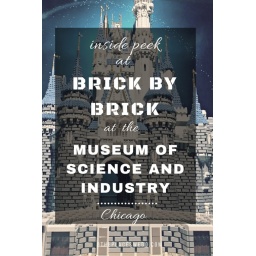 inside peek
at
BRICK BY
BRICK
at the
MUSEUM OF
SCIENCE AND
INDUSTRY
Chicago